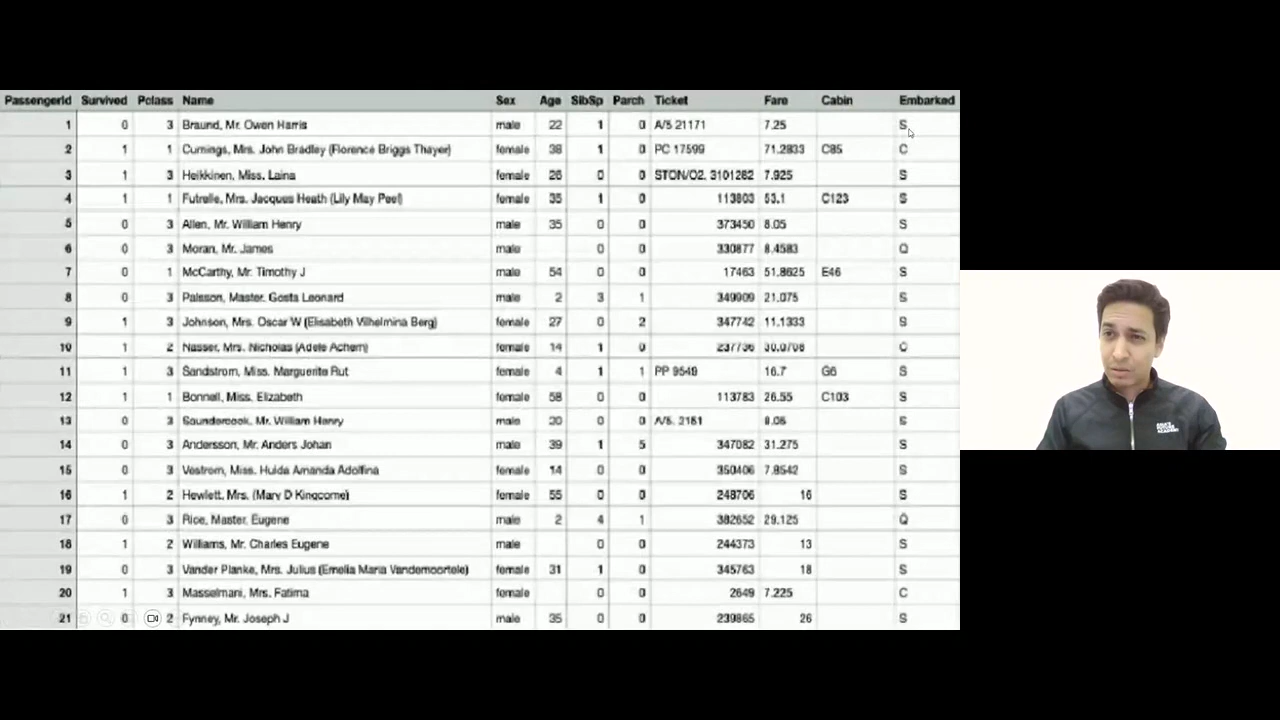 PassengerId Survived Pclass Name Sex Age SibSp Parch Ticket Fare Cabin Embarked
1 0 3 Braund, Mr. Owen Harris male 22 1 0 A/5 21171 7.25 S
2 1 1 Cumings, Mrs. John Bradley (Florence Briggs Thayer) female 38 1 0 PC 17599 71.2833 C85 C
3 1 3 Heikkinen, Miss. Laina female 26 0 0 STON/O2. 3101282 7.925 S
4 1 1 Futrelle, Mrs. Jacques Heath (Lily May Peel) female 35 1 0 113803 53.1 C123 S
5 0 3 Allen, Mr. William Henry male 35 0 0 373450 8.05 S
6 0 3 Moran, Mr. James male 0 0 330877 8.4583 Q
7 0 1 McCarthy, Mr. Timothy J male 54 0 0 17463 51.8625 E46 S
8 0 3 Palsson, Master. Gosta Leonard male 2 3 1 349909 21.075 S
9 1 3 Johnson, Mrs. Oscar W (Elisabeth Vilhelmina Berg) female 27 0 2 347742 11.1333 S
10 1 2 Nasser, Mrs. Nicholas (Adele Achem) female 14 1 0 237736 30.0708 C
11 1 3 Sandstrom, Miss. Marguerite Rut female 4 1 1 PP 9549 16.7 G6 S
12 1 1 Bonnell, Miss. Elizabeth female 58 0 0 113783 26.55 C103 S
13 0 3 Saundercock, Mr. William Henry male 20 0 0 A/5. 2151 8.05 S
14 0 3 Andersson, Mr. Anders Johan male 39 1 5 347082 31.275 S
15 0 3 Vestrom, Miss. Hulda Amanda Adolfina female 14 0 0 350406 7.8542 S
16 1 2 Hewlett, Mrs. (Mary D Kingcome) female 55 0 0 248706 16 S
17 0 3 Rice, Master. Eugene male 2 4 1 382652 29.125 Q
18 1 2 Williams, Mr. Charles Eugene male 0 0 244373 13 S
19 0 3 Vander Planke, Mrs. Julius (Emelia Maria Vandemoortele) female 31 1 0 345763 18 S
20 1 3 Masselmani, Mrs. Fatima female 0 0 2649 7.225 C
21 0 2 Fynney, Mr. Joseph J male 35 0 0 239865 26 S